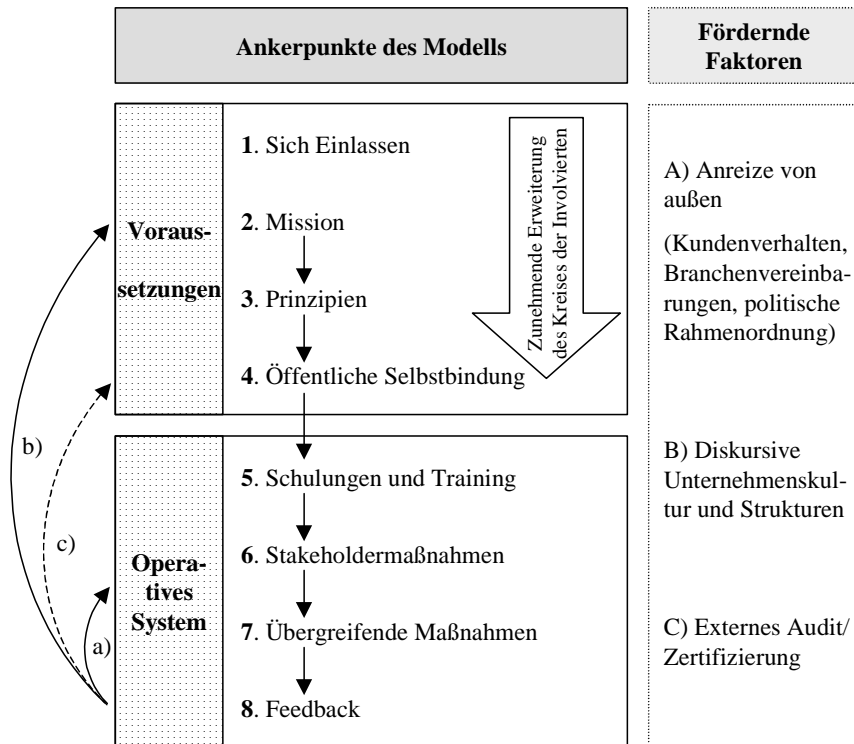 Ankerpunkte des Modells
Fördernde
Faktoren
Voraus-
setzungen
1. Sich Einlassen
2. Mission
3. Prinzipien
4. Öffentliche Selbstbindung
Zunehmende Erweiterung
des Kreises der Involvierten
A) Anreize von
außen
(Kundenverhalten,
Branchenvereinba-
rungen, politische
Rahmenordnung)
b)
c)
a)
Opera-
tives
System
5. Schulungen und Training
6. Stakeholdermaßnahmen
7. Übergreifende Maßnahmen
8. Feedback
B) Diskursive
Unternehmenskul-
tur und Strukturen
C) Externes Audit/
Zertifizierung